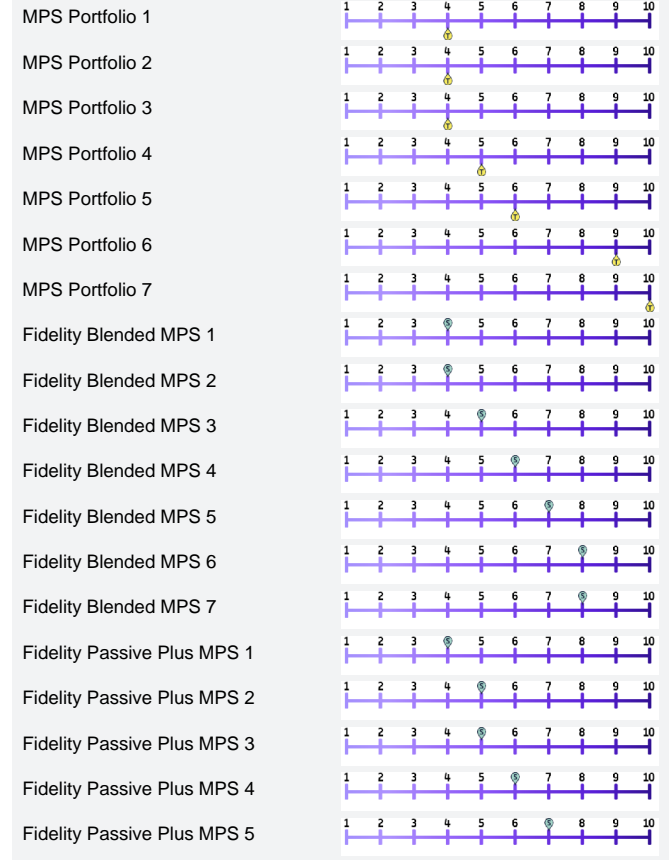 MPS Portfolio 1 1 2 3 4 5 6 7 8 9 10
T
MPS Portfolio 2 1 2 3 4 5 6 7 8 9 10
T
MPS Portfolio 3 1 2 3 4 5 6 7 8 9 10
T
MPS Portfolio 4 1 2 3 4 5 6 7 8 9 10
T
MPS Portfolio 5 1 2 3 4 5 6 7 8 9 10
T
MPS Portfolio 6 1 2 3 4 5 6 7 8 9 10
T
MPS Portfolio 7 1 2 3 4 5 6 7 8 9 10
T
Fidelity Blended MPS 1 1 2 3 S 5 6 7 8 9 10
Fidelity Blended MPS 2 1 2 3 S 5 6 7 8 9 10
Fidelity Blended MPS 3 1 2 3 4 S 6 7 8 9 10
Fidelity Blended MPS 4 1 2 3 4 5 S 7 8 9 10
Fidelity Blended MPS 5 1 2 3 4 5 6 S 8 9 10
Fidelity Blended MPS 6 1 2 3 4 5 6 7 S 9 10
Fidelity Blended MPS 7 1 2 3 4 5 6 7 S 9 10
Fidelity Passive Plus MPS 1 1 2 3 S 5 6 7 8 9 10
Fidelity Passive Plus MPS 2 1 2 3 4 S 6 7 8 9 10
Fidelity Passive Plus MPS 3 1 2 3 4 S 6 7 8 9 10
Fidelity Passive Plus MPS 4 1 2 3 4 5 S 7 8 9 10
Fidelity Passive Plus MPS 5 1 2 3 4 5 6 S 8 9 10